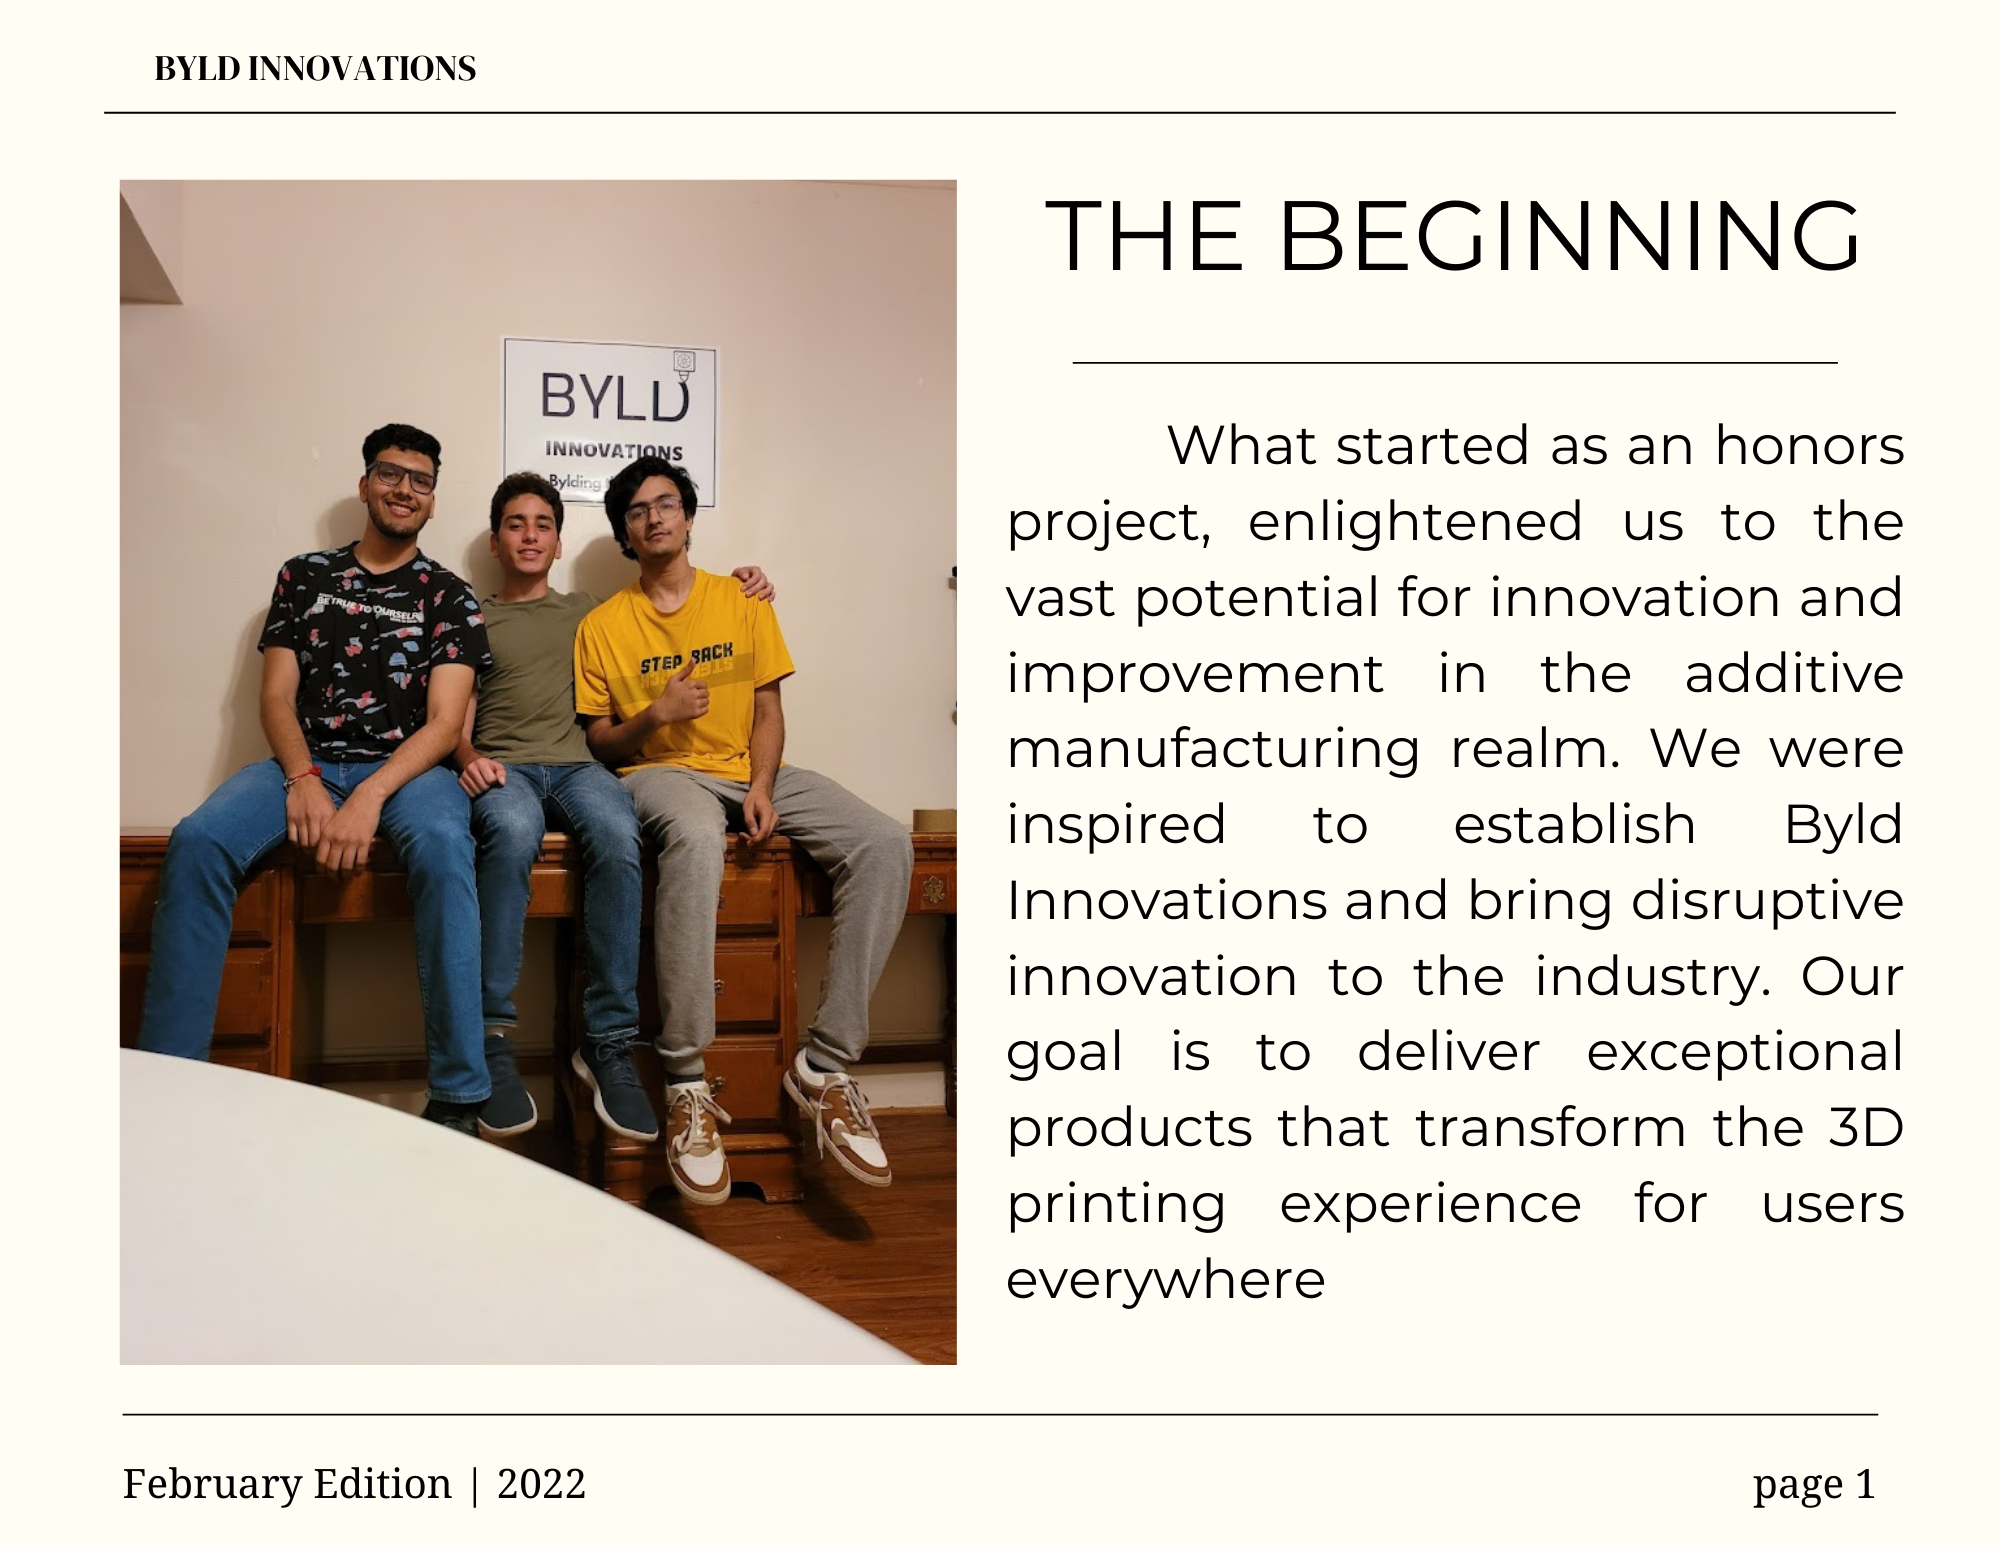 BYLD INNOVATIONS
THE BEGINNING
BYLD
INNOVATIONS
Bylding
BE TRUE TO OURSELF
STEP BACK
What started as an honors
project, enlightened us to the
vast potential for innovation and
improvement in the additive
manufacturing realm. We were
inspired to establish Byld
Innovations and bring disruptive
innovation to the industry. Our
goal is to deliver exceptional
products that transform the 3D
printing experience for users
everywhere
February Edition | 2022
page 1